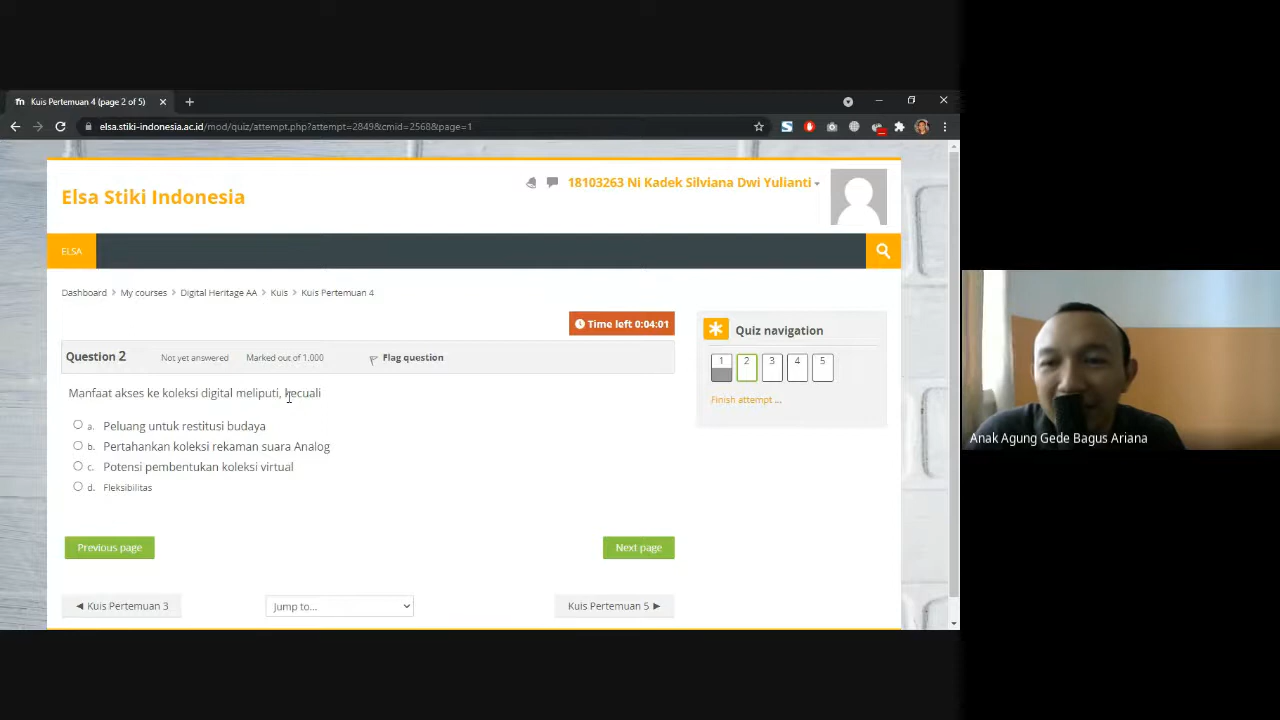 Kuis Pertemuan 4 (page 2 of 5)
elsa.stiki-indonesia.ac.id/mod/quiz/attempt.php?attempt=2849&cmid=2568&page=1
Elsa Stiki Indonesia
18103263 Ni Kadek Silviana Dwi Yulianti
ELSA
Dashboard
My courses
Digital Heritage AA
Kuis
Kuis Pertemuan 4
Time left 0:04:01
Question 2
Not yet answered
Marked out of 1.000
Flag question
Manfaat akses ke koleksi digital meliputi, kecuali
a. Peluang untuk restitusi budaya
b. Pertahankan koleksi rekaman suara Analog
c. Potensi pembentukan koleksi virtual
d. Fleksibilitas
Previous page
Next page
◄ Kuis Pertemuan 3
Jump to...
Kuis Pertemuan 5 ►
Quiz navigation
1 2 3 4 5
Finish attempt ...
Anak Agung Gede Bagus Ariana